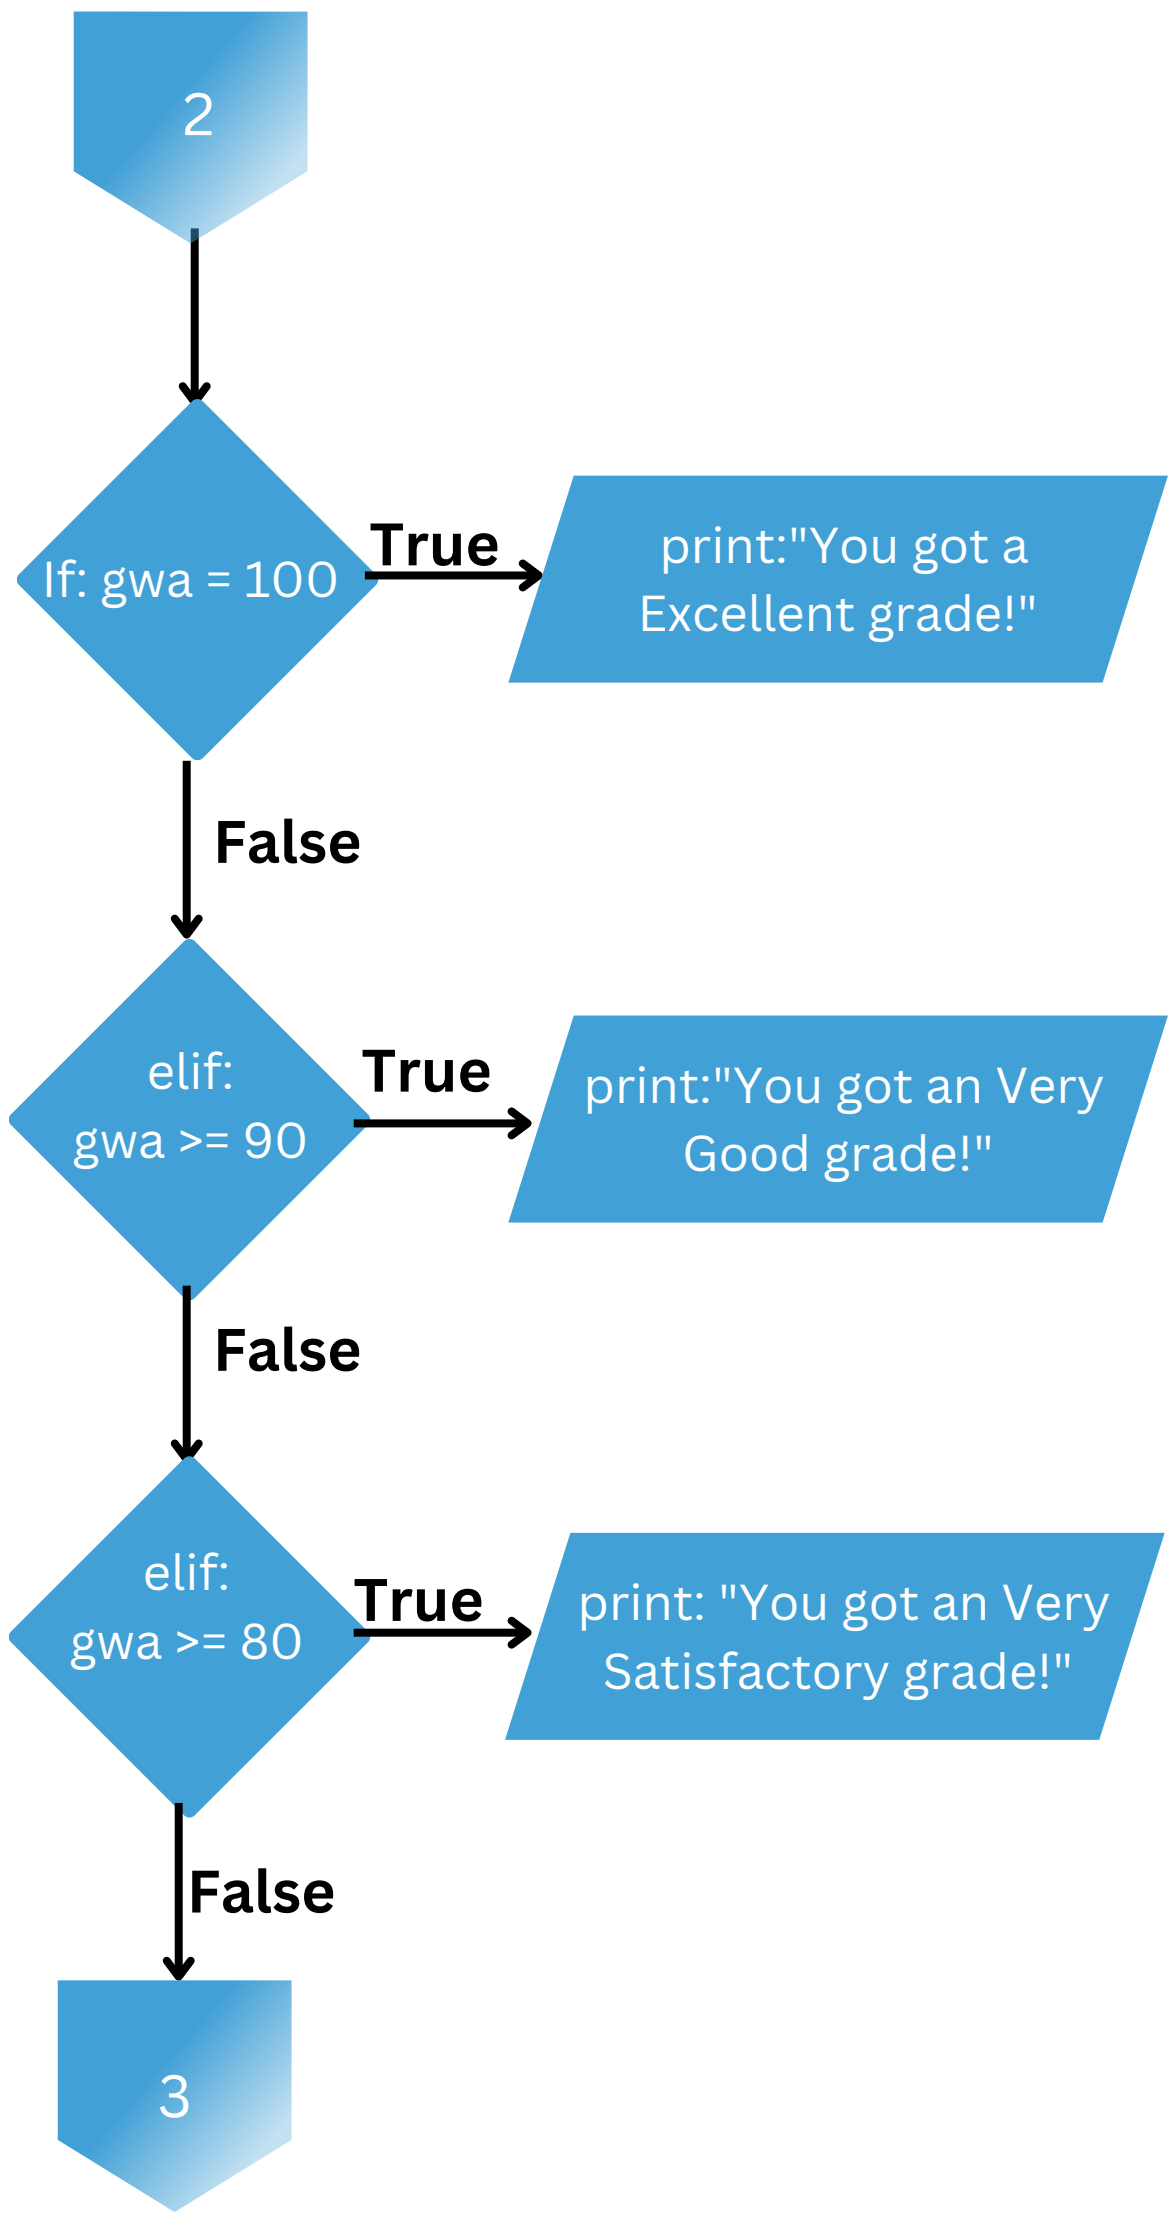 2
If: gwa = 100
True
print:"You got a
Excellent grade!"
False
elif:
gwa >= 90
True
print:"You got an Very
Good grade!"
False
elif:
gwa >= 80
True
print: "You got an Very
Satisfactory grade!"
False
3